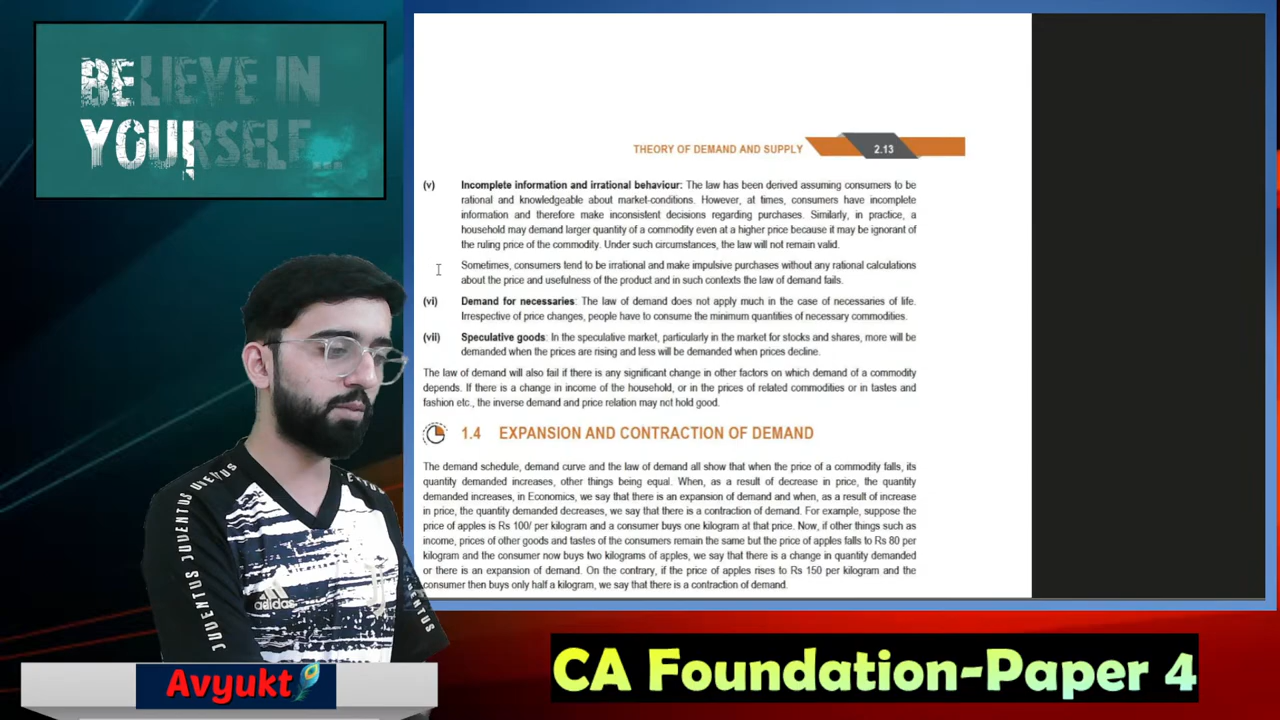 BELIEVE IN
YOURSELF...
THEORY OF DEMAND AND SUPPLY 2.13
(v) Incomplete information and irrational behaviour: The law has been derived assuming consumers to be
rational and knowledgeable about market-conditions. However, at times, consumers have incomplete
information and therefore make inconsistent decisions regarding purchases. Similarly, in practice, a
household may demand larger quantity of a commodity even at a higher price because it may be ignorant of
the ruling price of the commodity. Under such circumstances, the law will not remain valid.
Sometimes, consumers tend to be irrational and make impulsive purchases without any rational calculations
about the price and usefulness of the product and in such contexts the law of demand fails.
(vi) Demand for necessaries: The law of demand does not apply much in the case of necessaries of life.
Irrespective of price changes, people have to consume the minimum quantities of necessary commodities.
(vii) Speculative goods: In the speculative market, particularly in the market for stocks and shares, more will be
demanded when the prices are rising and less will be demanded when prices decline.
The law of demand will also fail if there is any significant change in other factors on which demand of a commodity
depends. If there is a change in income of the household, or in the prices of related commodities or in tastes and
fashion etc., the inverse demand and price relation may not hold good.
1.4 EXPANSION AND CONTRACTION OF DEMAND
The demand schedule, demand curve and the law of demand all show that when the price of a commodity falls, its
quantity demanded increases, other things being equal. When, as a result of decrease in price, the quantity
demanded increases, in Economics, we say that there is an expansion of demand and when, as a result of increase
in price, the quantity demanded decreases, we say that there is a contraction of demand. For example, suppose the
price of apples is Rs 100/ per kilogram and a consumer buys one kilogram at that price. Now, if other things such as
income, prices of other goods and tastes of the consumers remain the same but the price of apples falls to Rs 80 per
kilogram and the consumer now buys two kilograms of apples, we say that there is a change in quantity demanded
or there is an expansion of demand. On the contrary, if the price of apples rises to Rs 150 per kilogram and the
consumer then buys only half a kilogram, we say that there is a contraction of demand.
JUVENTUS JUVENTUS
adidas
JUVENTUS
Avyukt
CA Foundation-Paper 4